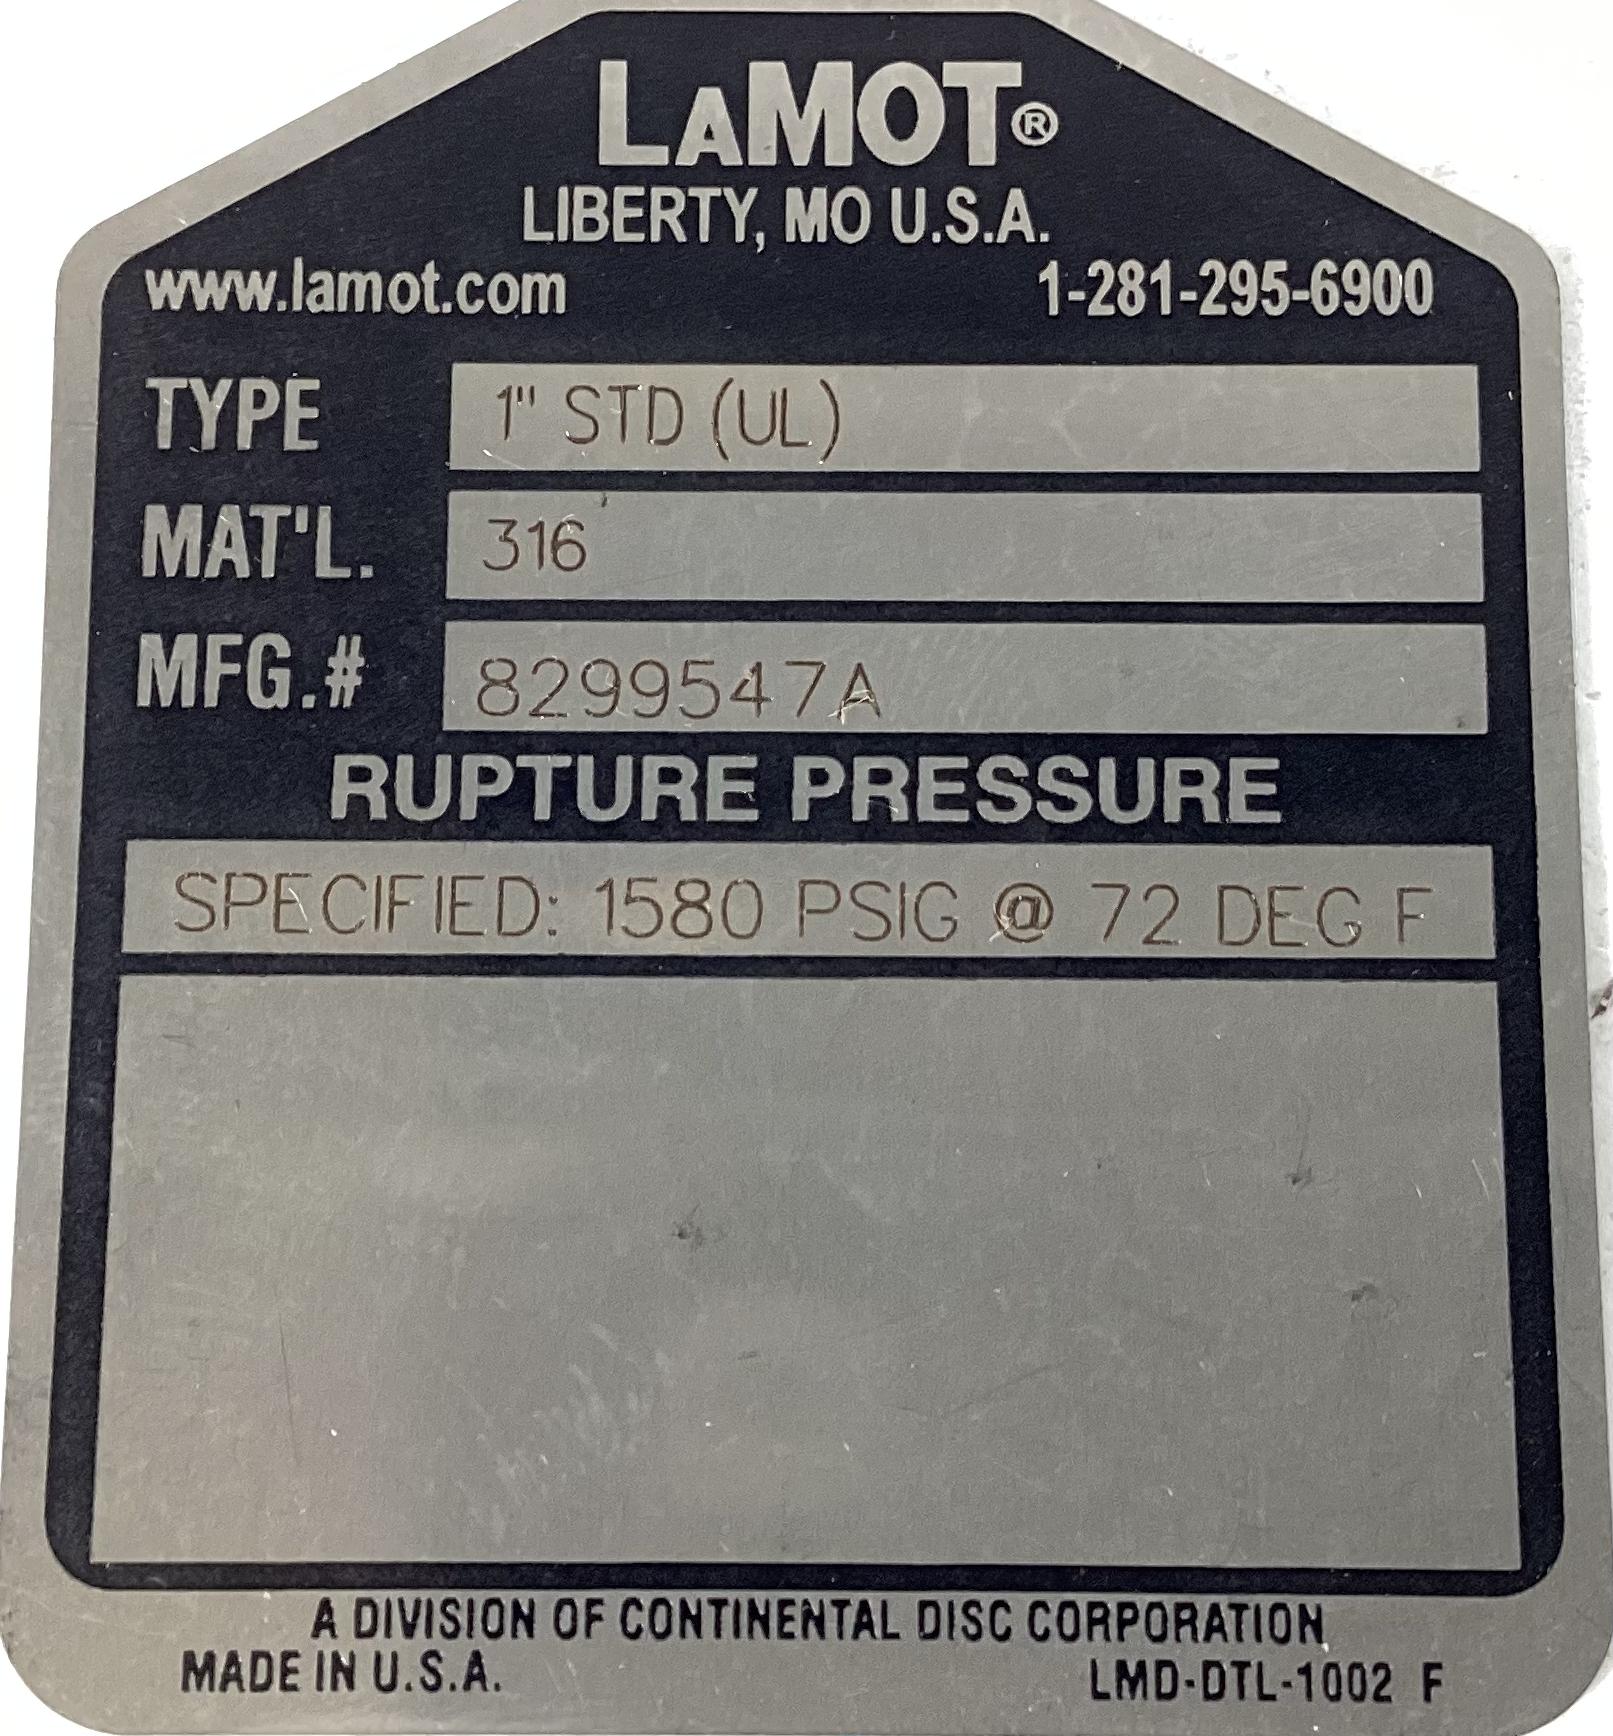 LAMOT®
LIBERTY, MO U.S.A.
www.lamot.com 1-281-295-6900
TYPE 1" STD (UL)
MAT'L. 316
MFG.# 8299547A
RUPTURE PRESSURE
SPECIFIED: 1580 PSIG @ 72 DEG F
A DIVISION OF CONTINENTAL DISC CORPORATION
MADE IN U.S.A. LMD-DTL-1002 F